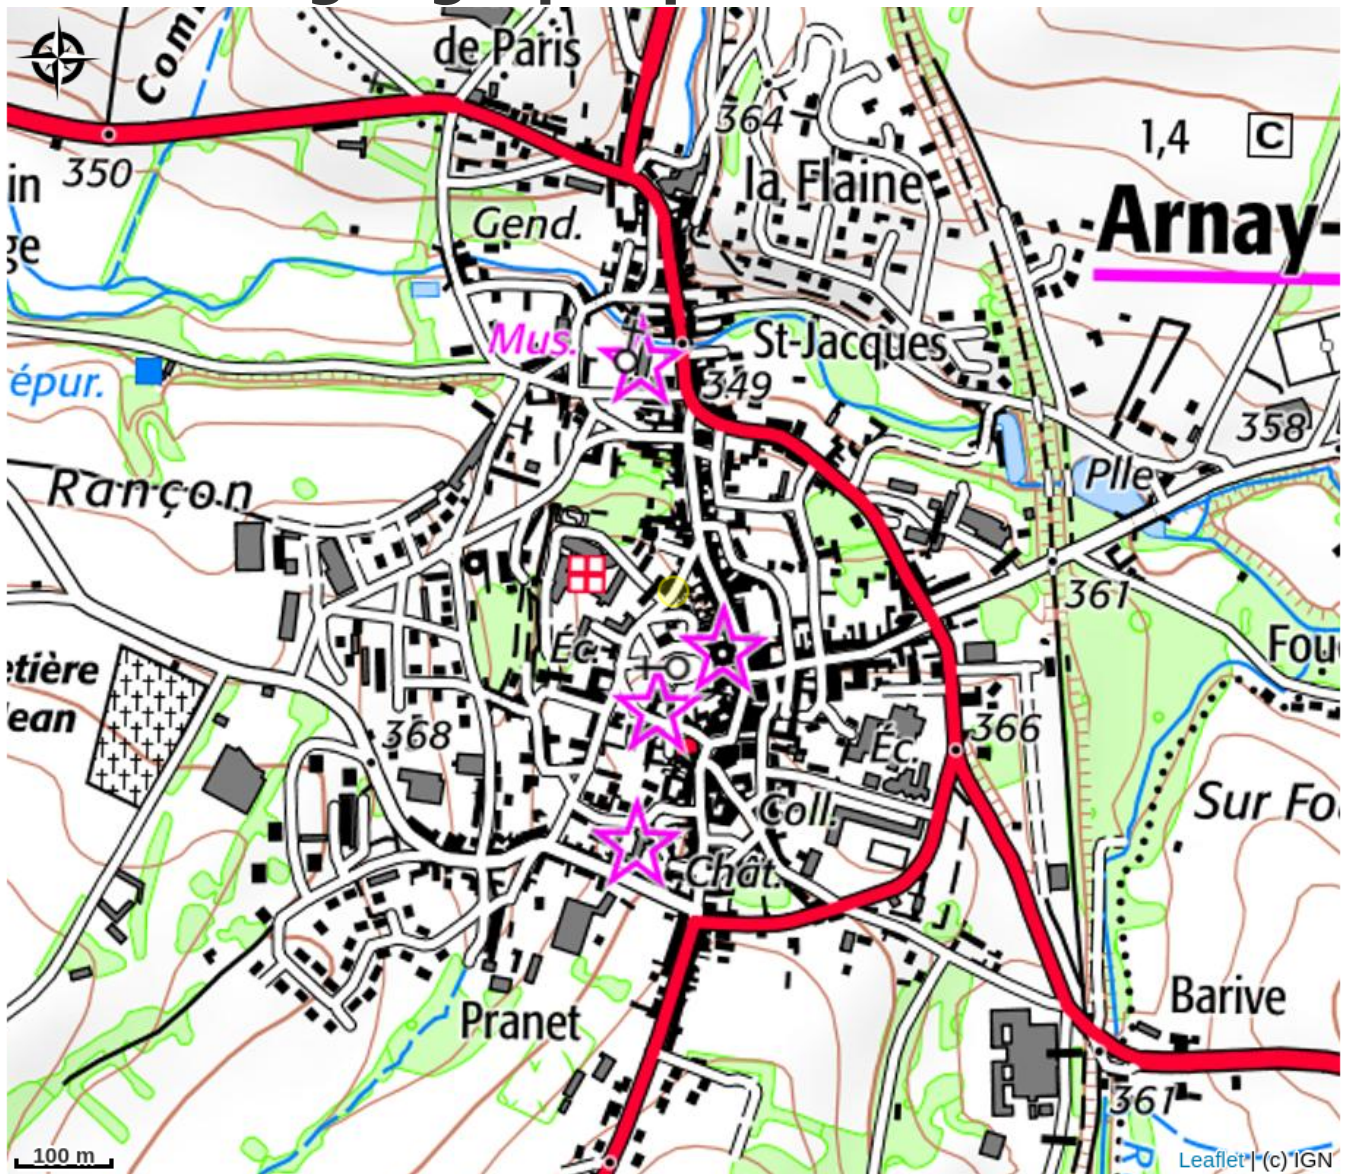 de Paris
Comm
364
1,4
C
350
in
la Flaine
Arnay-
Gend.
ge
Mus.
St-Jacques
épur.
349
358
Plle
Rançon
361
Éc.
Fou
etière
ean
368
366
Éc.
Sur Fo
Coll.
Chât.
Barive
Pranet
361
R
100 m
Leaflet | (c) IGN